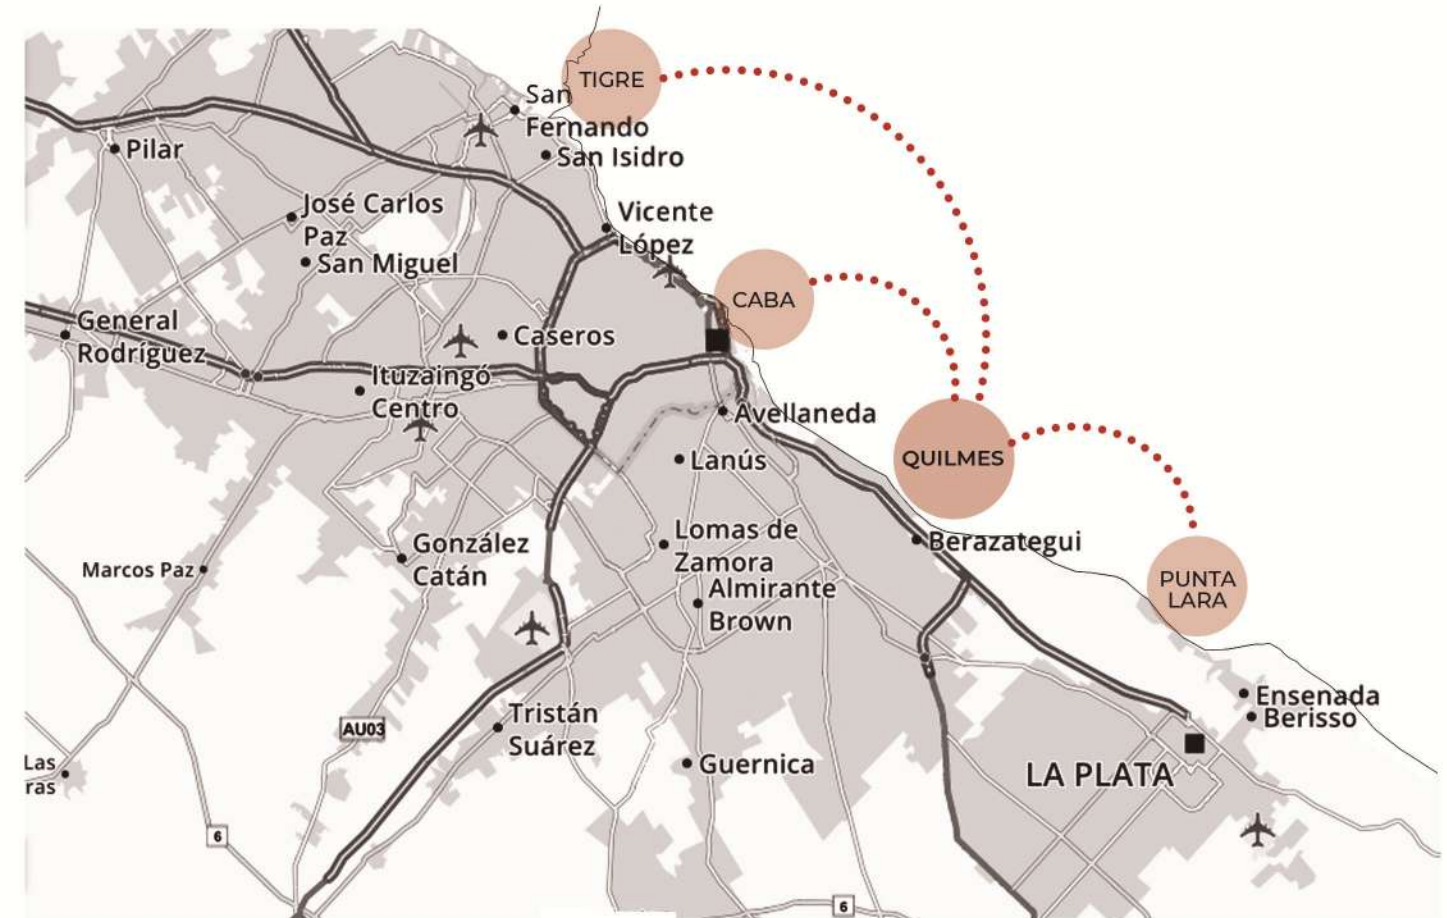 TIGRE
San
Fernando
San Isidro
Pilar
José Carlos
Paz
San Miguel
Vicente
López
CABA
General
Rodríguez
Caseros
Ituzaingó
Centro
Avellaneda
QUILMES
Lanús
Berazategui
Lomas de
Zamora
González
Catán
Marcos Paz
Almirante
Brown
PUNTA
LARA
Ensenada
Berisso
Tristán
Suárez
AU03
Guernica
LA PLATA
Las
ras
6
6